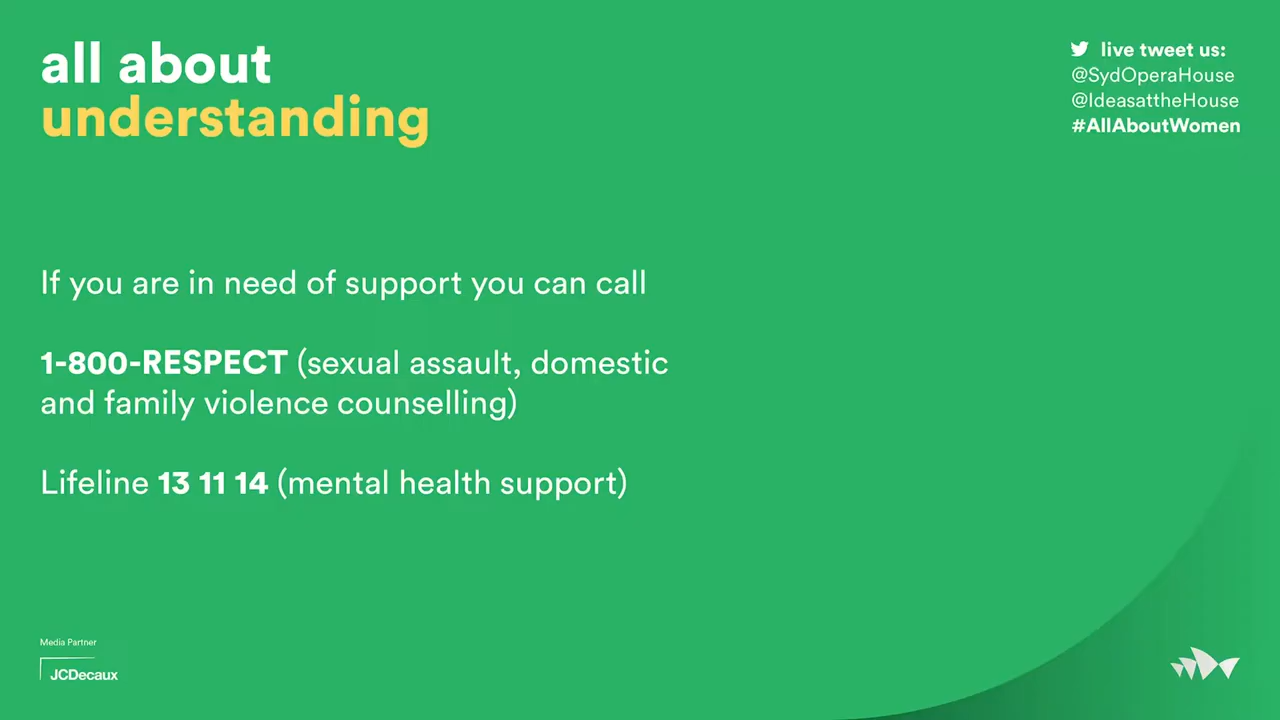 all about
understanding
live tweet us:
@SydOperaHouse
@IdeasattheHouse
#AllAboutWomen
If you are in need of support you can call
1-800-RESPECT (sexual assault, domestic
and family violence counselling)
Lifeline 13 11 14 (mental health support)
Media Partner
JCDecaux